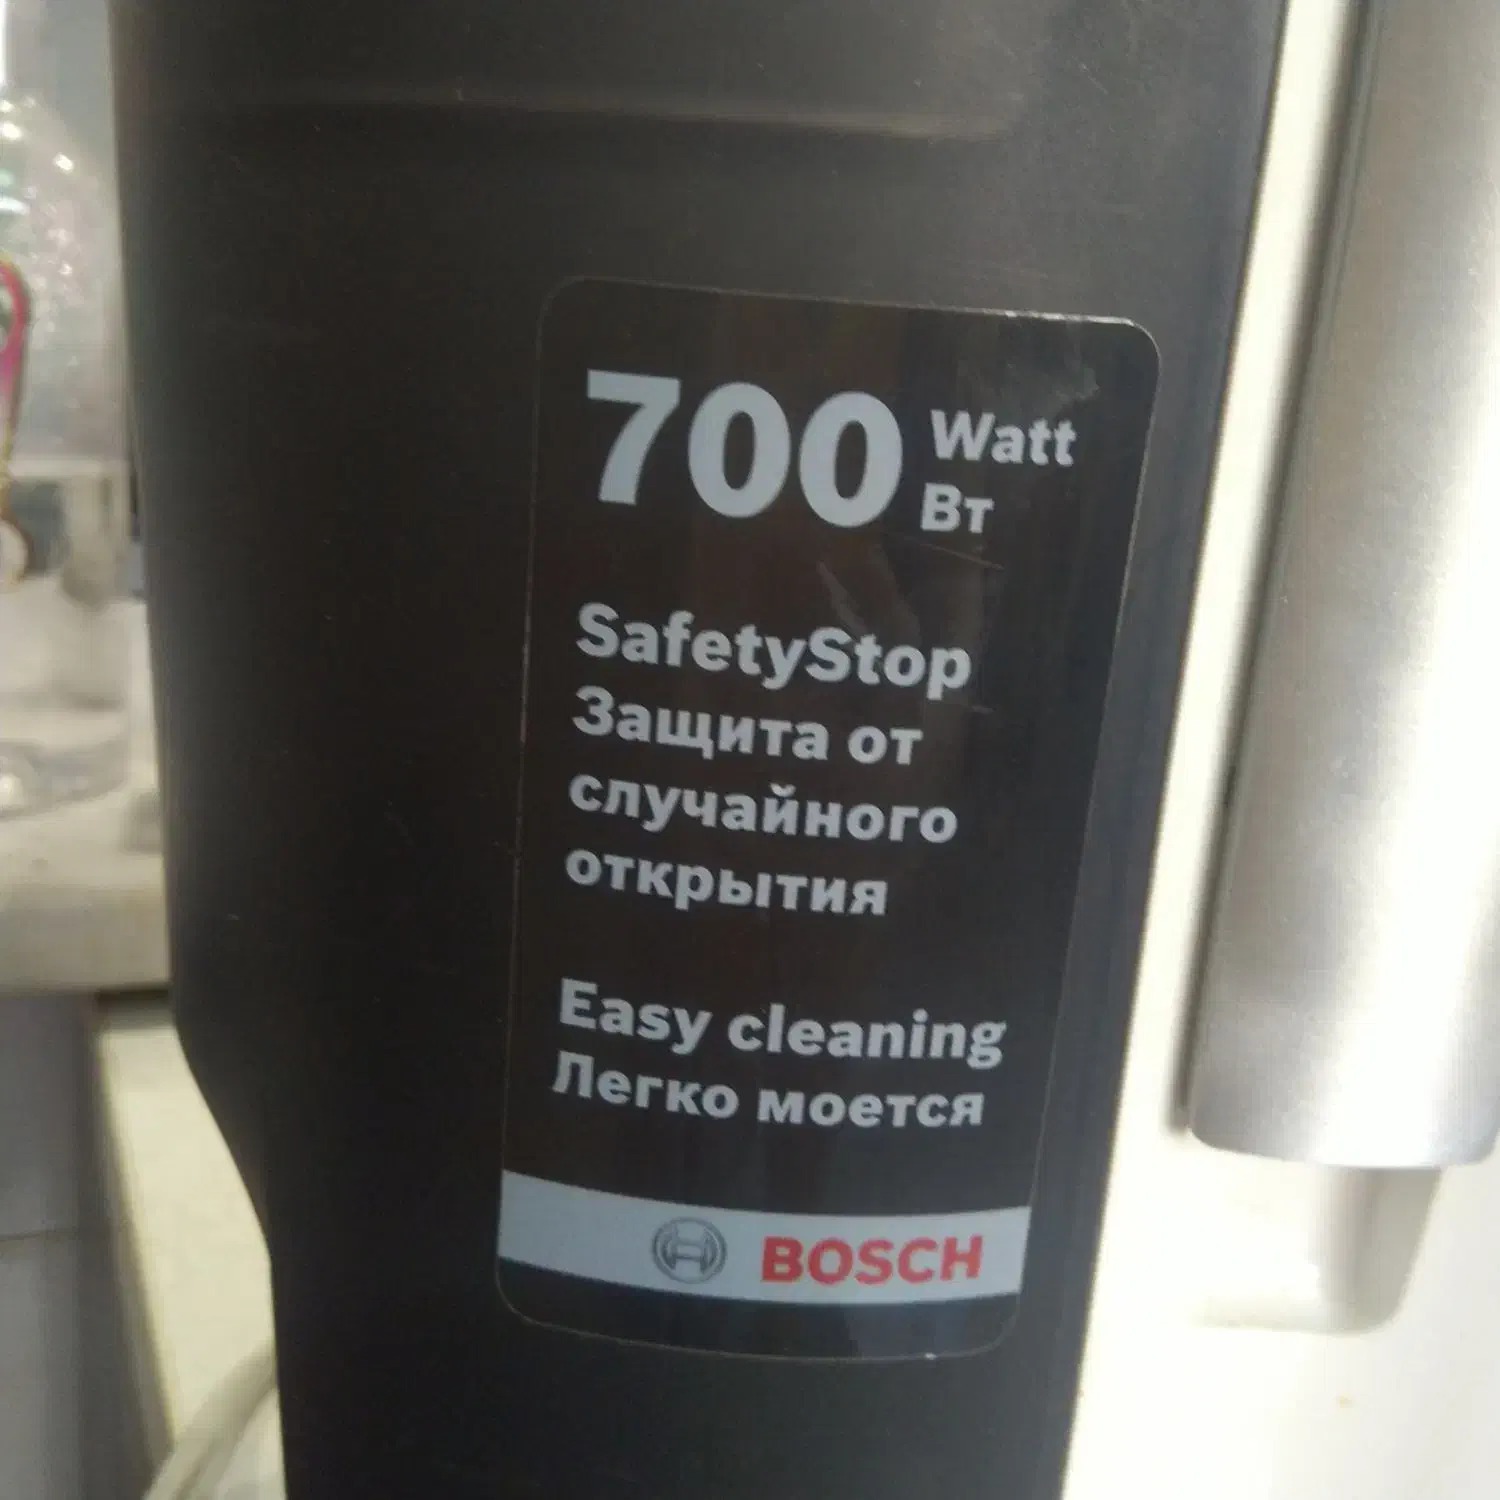 700 Watt
Вт
SafetyStop
Защита от
случайного
открытия
Easy cleaning
Легко моется
BOSCH